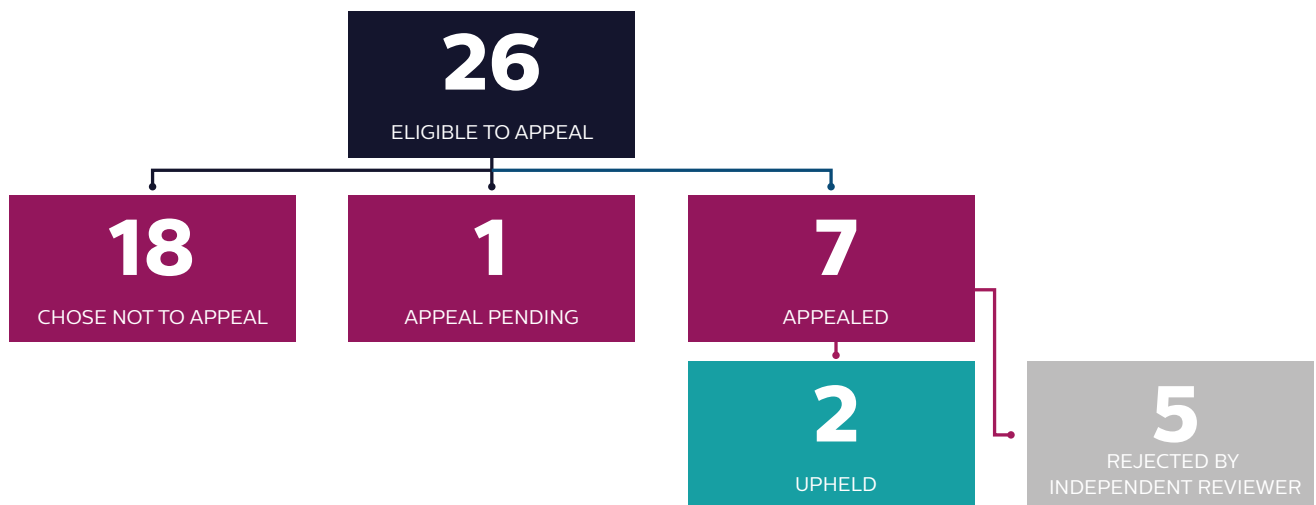 26
ELIGIBLE TO APPEAL
18
CHOSE NOT TO APPEAL
1
APPEAL PENDING
7
APPEALED
2
UPHELD
5
REJECTED BY
INDEPENDENT REVIEWER